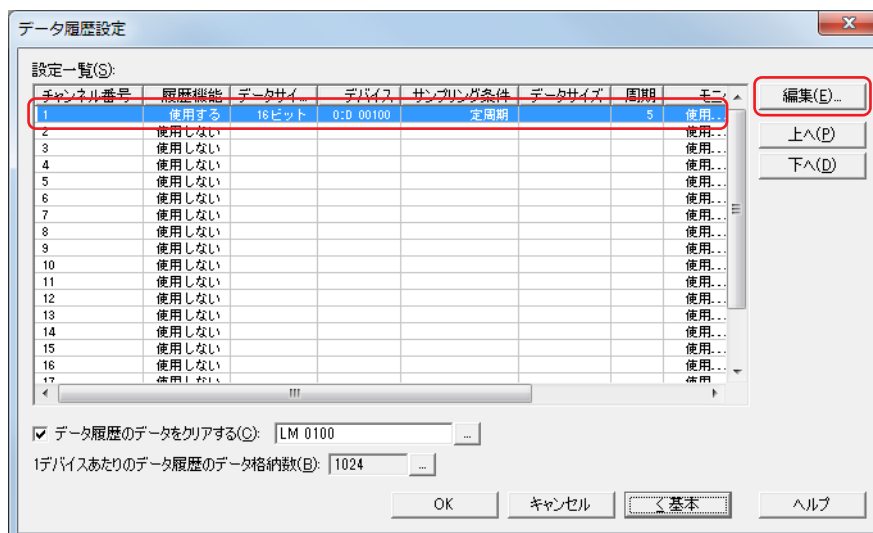 データ履歴設定
設定一覧(S):
チャンネル番号 履歴機能 データサイ... デバイス サンプリング条件 データサイズ 周期 モニ
1 使用する 16ビット 0:D 00100 定周期 5 使用...
2 使用しない 使用...
3 使用しない 使用...
4 使用しない 使用...
5 使用しない 使用...
6 使用しない 使用...
7 使用しない 使用...
8 使用しない 使用...
9 使用しない 使用...
10 使用しない 使用...
11 使用しない 使用...
12 使用しない 使用...
13 使用しない 使用...
14 使用しない 使用...
15 使用しない 使用...
16 使用しない 使用...
17 使用しない 使用
編集(E)...
上へ(P)
下へ(D)
データ履歴のデータをクリアする(C): LM 0100 ...
1デバイスあたりのデータ履歴のデータ格納数(B): 1024 ...
OK キャンセル <基本 ヘルプ